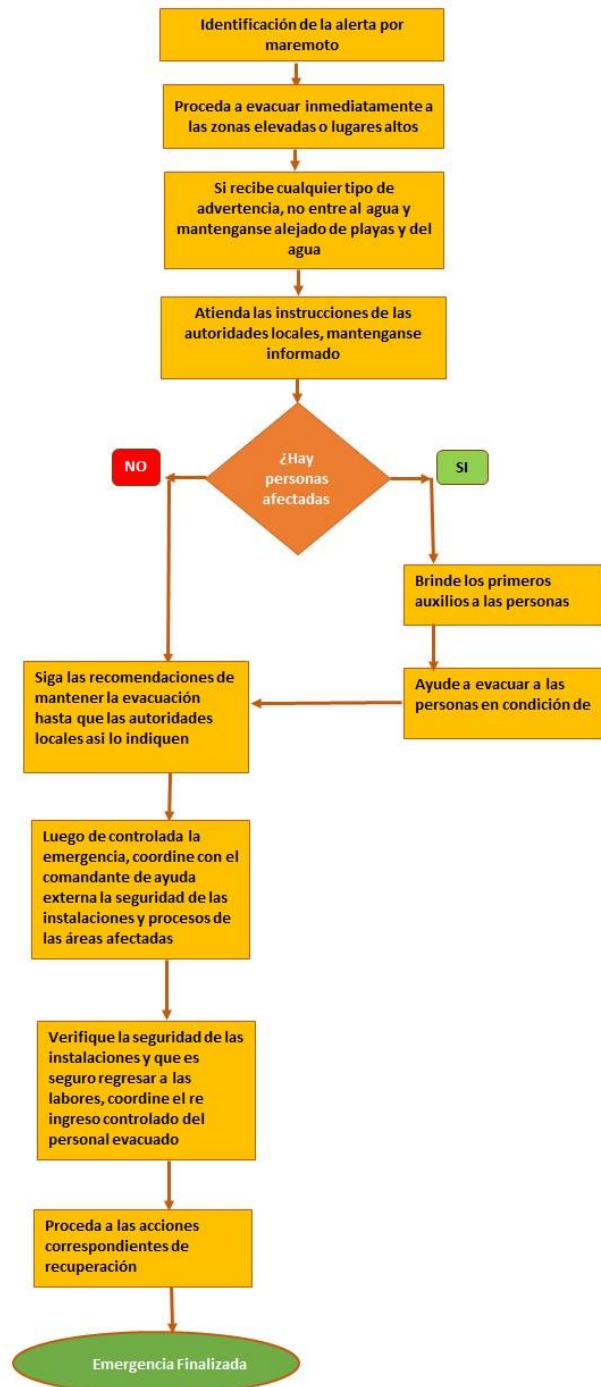 Identificación de la alerta por
maremoto
Proceda a evacuar inmediatamente a
las zonas elevadas o lugares altos
Si recibe cualquier tipo de
advertencia, no entre al agua y
mantenganse alejado de playas y del
agua
Atienda las instrucciones de las
autoridades locales, mantenganse
informado
¿Hay
personas
afectadas
NO
SI
Brinde los primeros
auxilios a las personas
Ayude a evacuar a las
personas en condición de
Siga las recomendaciones de
mantener la evacuación
hasta que las autoridades
locales asi lo indiquen
Luego de controlada la
emergencia, coordine con el
comandante de ayuda
externa la seguridad de las
instalaciones y procesos de
las áreas afectadas
Verifique la seguridad de las
instalaciones y que es
seguro regresar a las
labores, coordine el re
ingreso controlado del
personal evacuado
Proceda a las acciones
correspondientes de
recuperación
Emergencia Finalizada